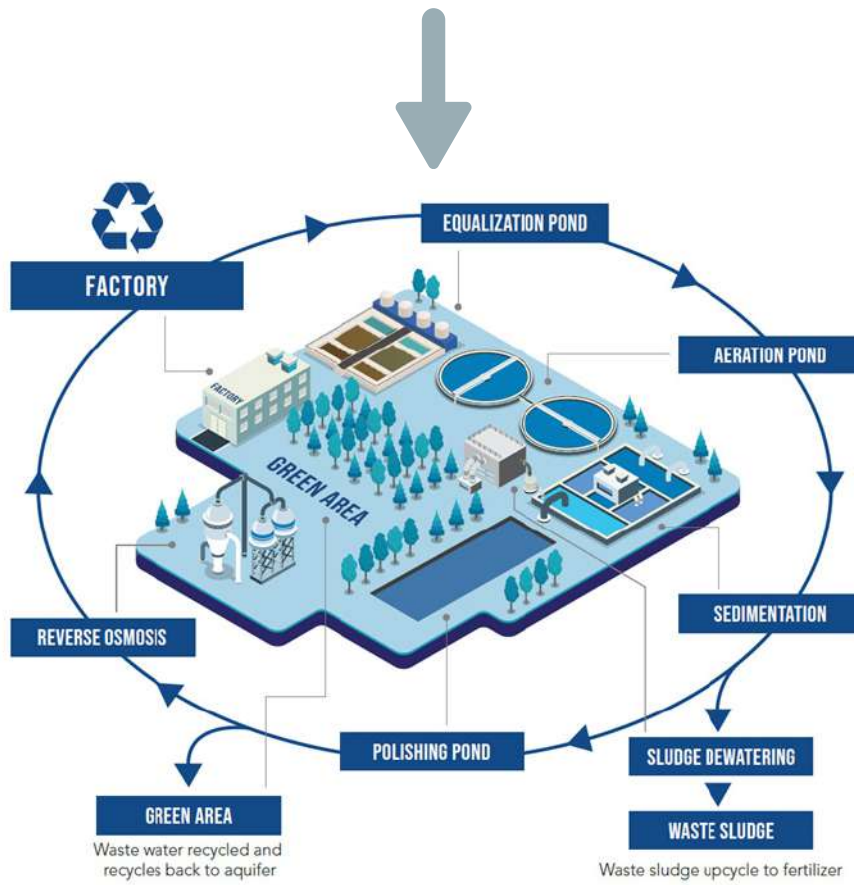 EQUALIZATION POND
FACTORY
AERATION POND
FACTORY
GREEN AREA
SEDIMENTATION
REVERSE OSMOSIS
POLISHING POND
SLUDGE DEWATERING
GREEN AREA
Waste water recycled and
recycles back to aquifer
WASTE SLUDGE
Waste sludge upcycle to fertilizer